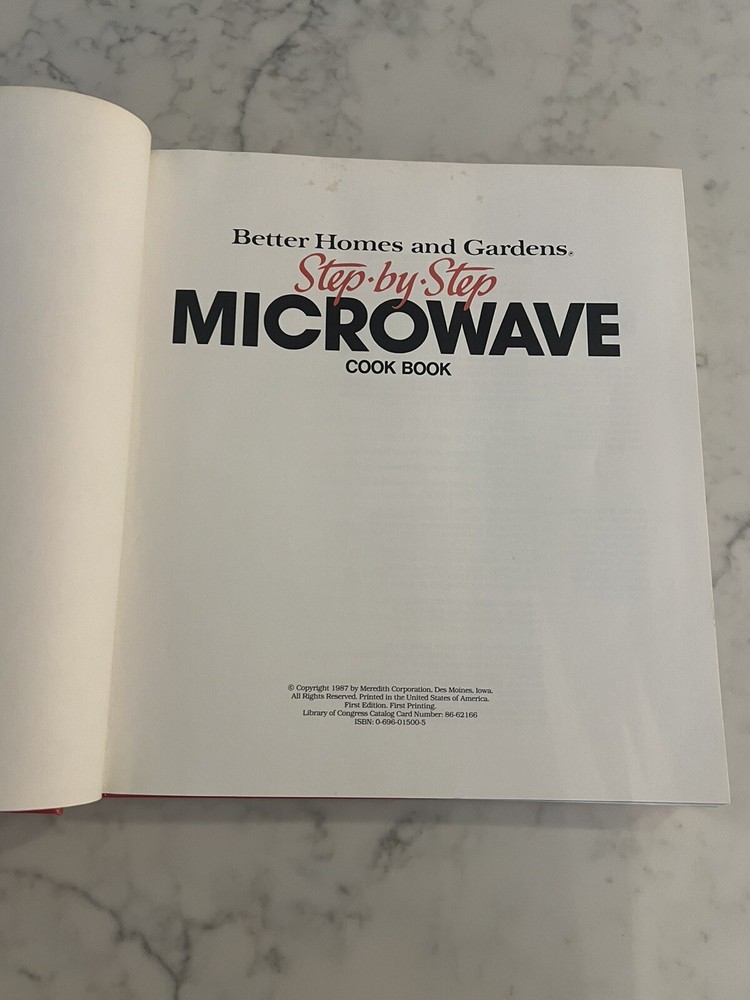 Better Homes and Gardens®
Step·by·Step
MICROWAVE
COOK BOOK
© Copyright 1987 by Meredith Corporation, Des Moines, Iowa.
All Rights Reserved. Printed in the United States of America.
First Edition. First Printing.
Library of Congress Catalog Card Number: 86-62166
ISBN: 0-696-01500-5